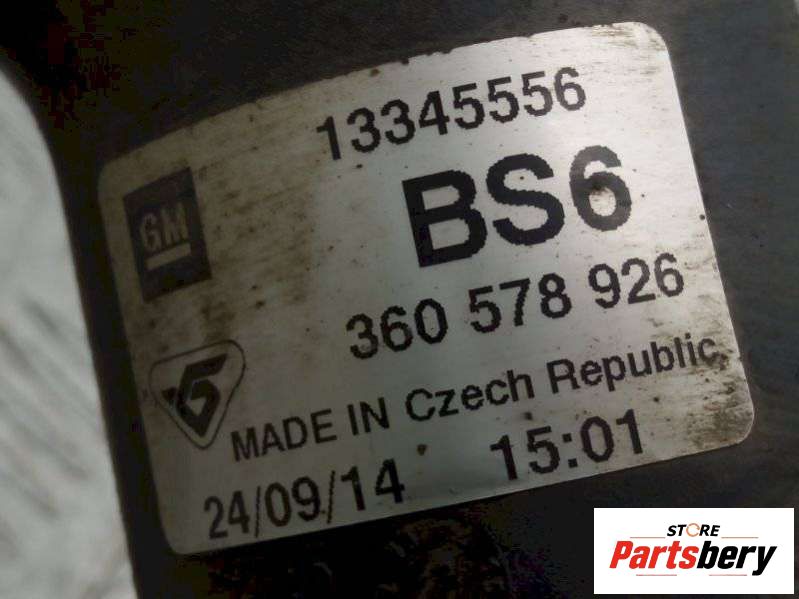 13345556
GM
BS6
360 578 926
MADE IN Czech Republic
24/09/14 15:01
STORE
Partsbery